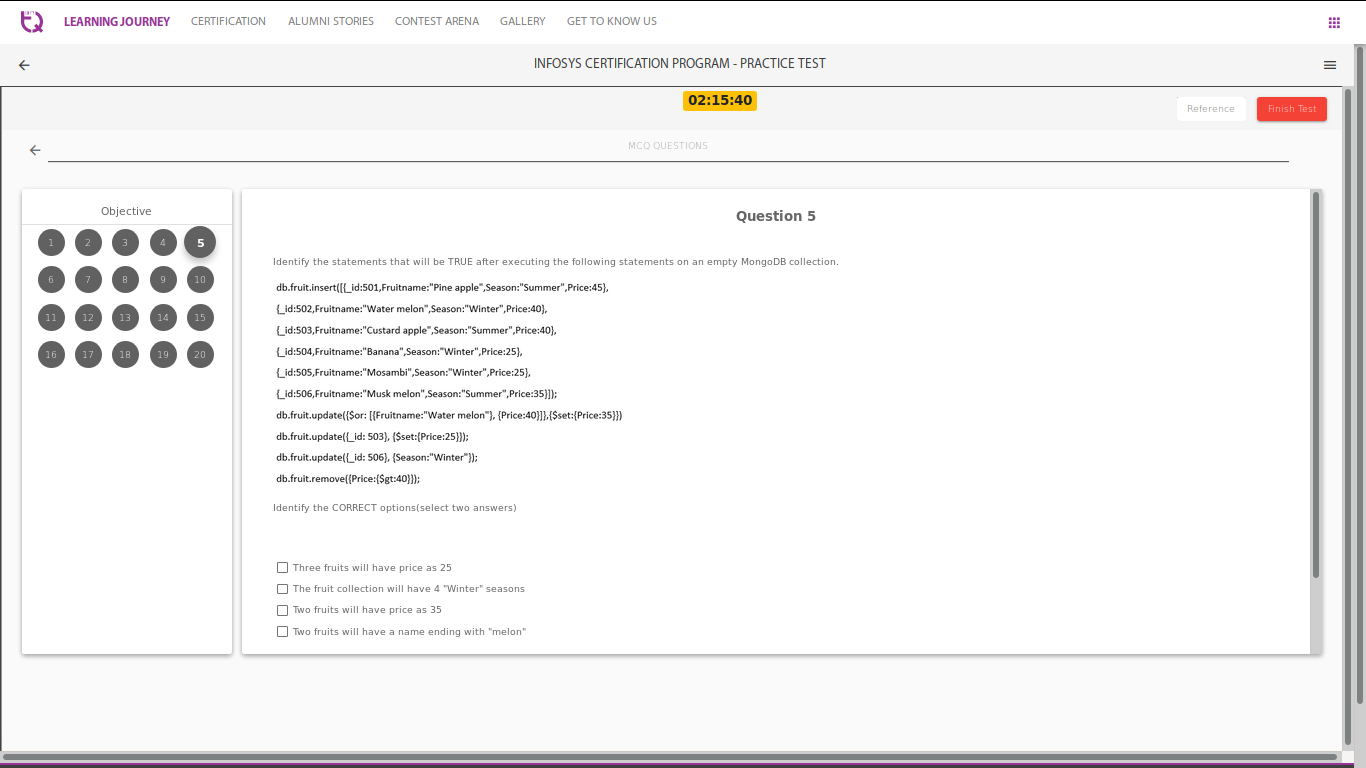 LEARNING JOURNEY CERTIFICATION ALUMNI STORIES CONTEST ARENA GALLERY GET TO KNOW US
INFOSYS CERTIFICATION PROGRAM - PRACTICE TEST
02:15:40
Reference Finish Test
MCQ QUESTIONS
Objective
1 2 3 4 5
6 7 8 9 10
11 12 13 14 15
16 17 18 19 20
Question 5
Identify the statements that will be TRUE after executing the following statements on an empty MongoDB collection.
db.fruit.insert([{_id:501,Fruitname:"Pine apple",Season:"Summer",Price:45},
{_id:502,Fruitname:"Water melon",Season:"Winter",Price:40},
{_id:503,Fruitname:"Custard apple",Season:"Summer",Price:40},
{_id:504,Fruitname:"Banana",Season:"Winter",Price:25},
{_id:505,Fruitname:"Mosambi",Season:"Winter",Price:25},
{_id:506,Fruitname:"Musk melon",Season:"Summer",Price:35}]);
db.fruit.update({$or: [{Fruitname:"Water melon"}, {Price:40}]},{$set:{Price:35}})
db.fruit.update({_id: 503}, {$set:{Price:25}});
db.fruit.update({_id: 506}, {Season:"Winter"});
db.fruit.remove({Price:{$gt:40}});
Identify the CORRECT options(select two answers)
Three fruits will have price as 25
The fruit collection will have 4 "Winter" seasons
Two fruits will have price as 35
Two fruits will have a name ending with "melon"